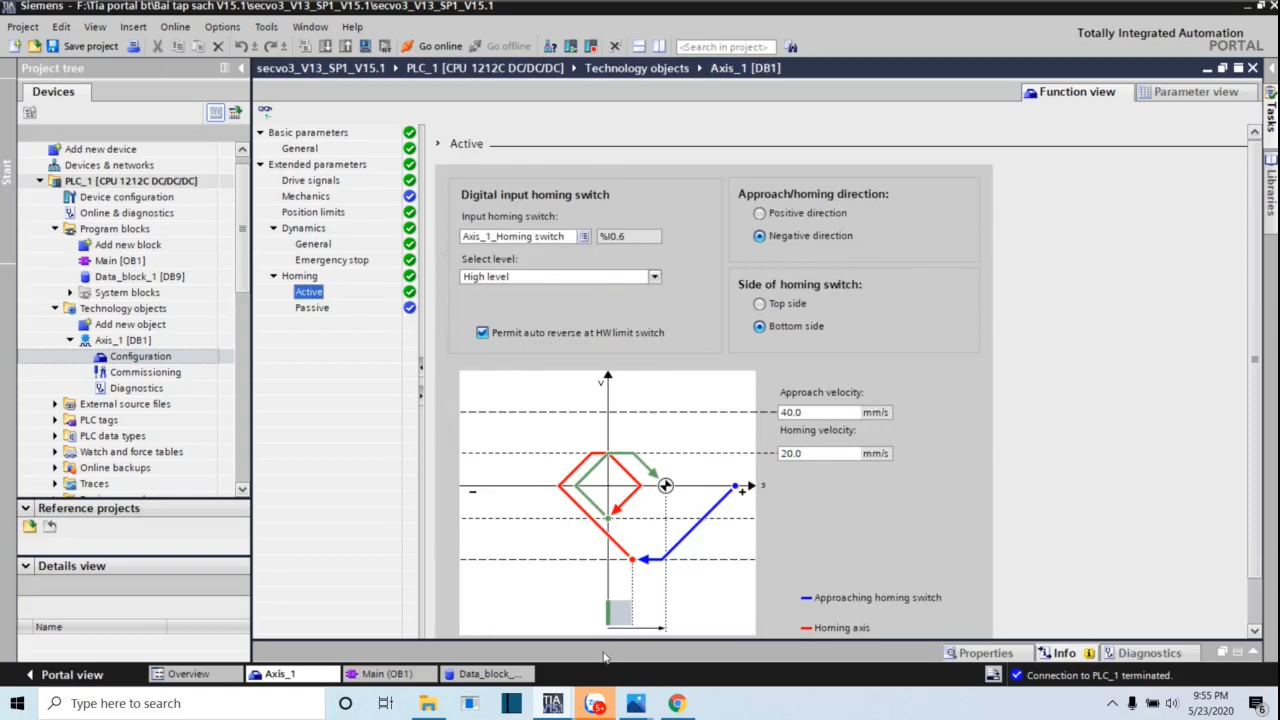 Siemens - F:\Tia portal bt\Bai tap sach V15.1\secvo3_V13_SP1_V15.1\secvo3_V13_SP1_V15.1
Project Edit View Insert Online Options Tools Window Help
Totally Integrated Automation
PORTAL
Save project
Go online
Go offline
<Search in project>
Project tree
secvo3_V13_SP1_V15.1 PLC_1 [CPU 1212C DC/DC/DC] Technology objects Axis_1 [DB1]
Devices
Function view
Parameter view
Start
Tasks
Libraries
Add new device
Devices & networks
PLC_1 [CPU 1212C DC/DC/DC]
Device configuration
Online & diagnostics
Program blocks
Add new block
Main [OB1]
Data_block_1 [DB9]
System blocks
Technology objects
Add new object
Axis_1 [DB1]
Configuration
Commissioning
Diagnostics
External source files
PLC tags
PLC data types
Watch and force tables
Online backups
Traces
Reference projects
Details view
Name
Basic parameters
General
Extended parameters
Drive signals
Mechanics
Position limits
Dynamics
General
Emergency stop
Homing
Active
Passive
Active
Digital input homing switch
Input homing switch:
Axis_1_Homing switch
%I0.6
Select level:
High level
Permit auto reverse at HW limit switch
Approach/homing direction:
Positive direction
Negative direction
Side of homing switch:
Top side
Bottom side
v
Approach velocity:
40.0 mm/s
Homing velocity:
20.0 mm/s
s
− +
Approaching homing switch
Homing axis
Properties
Info
Diagnostics
Portal view
Overview
Axis_1
Main (OB1)
Data_block_...
Connection to PLC_1 terminated.
Type here to search
TIA
V15
5+
9:55 PM
5/23/2020
6